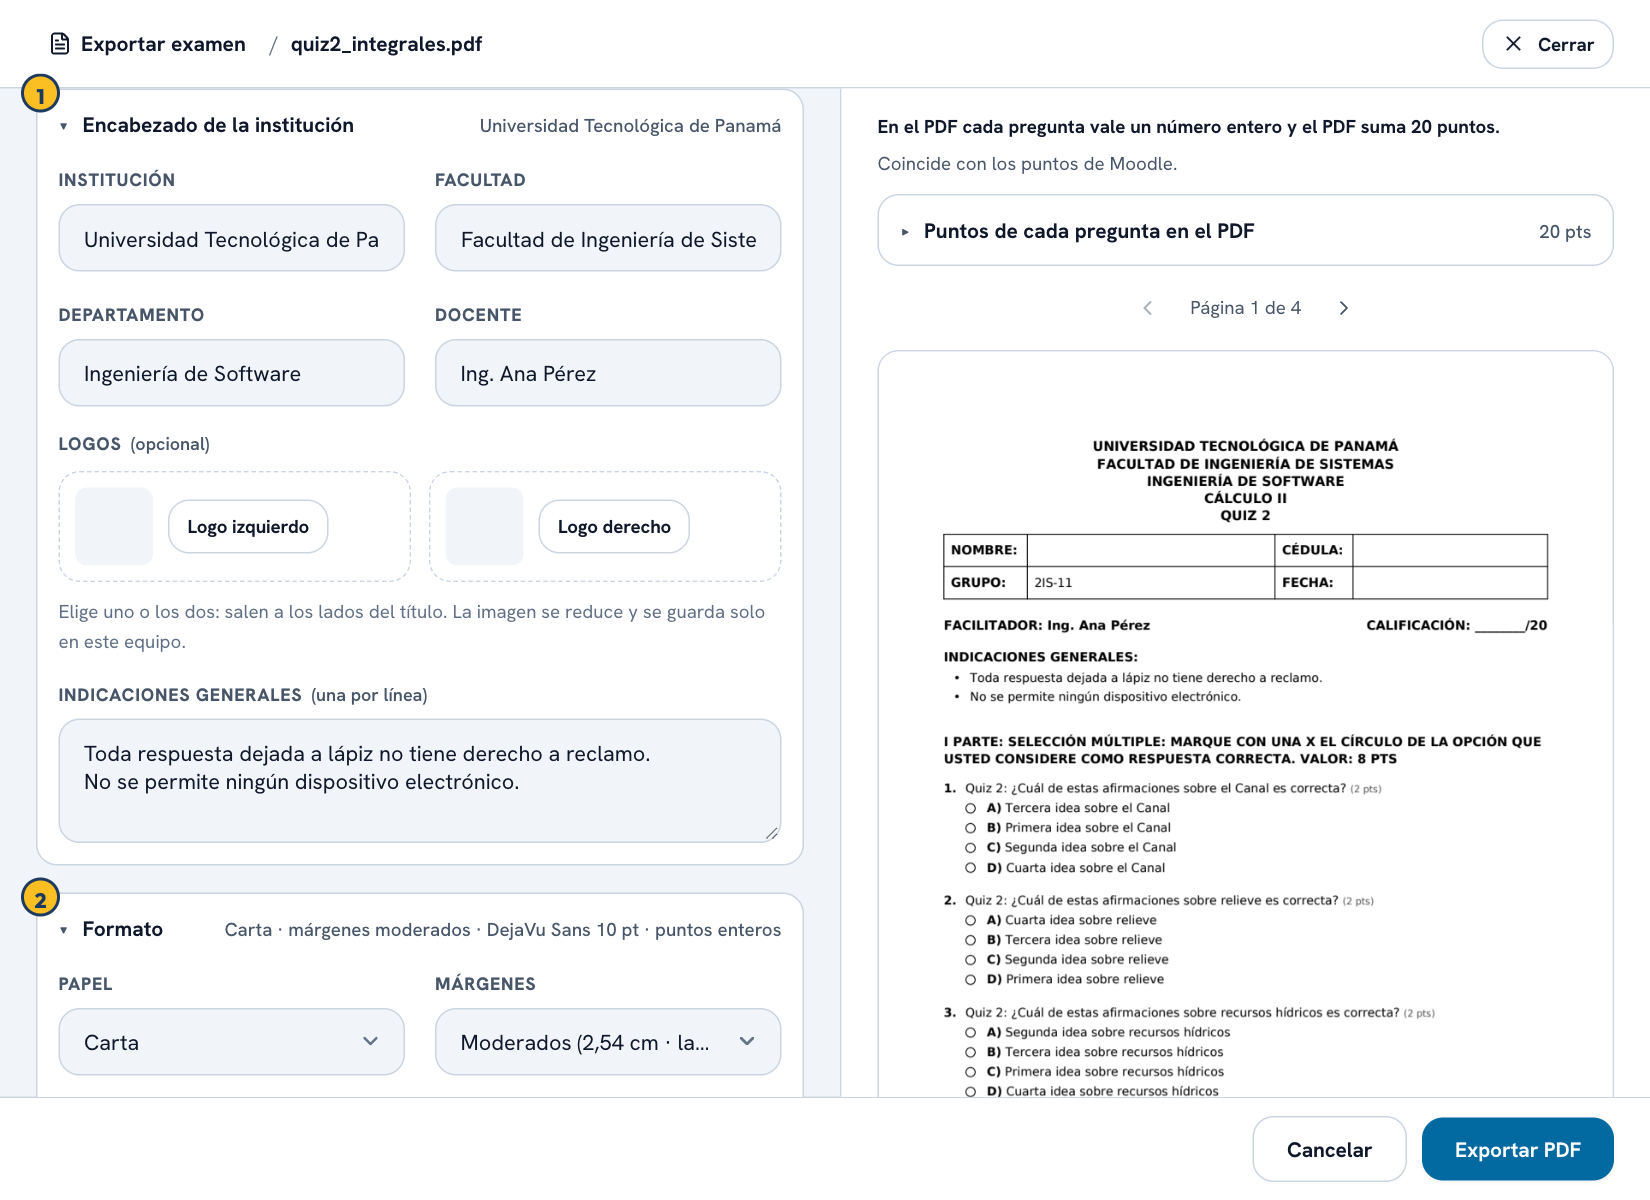 Exportar examen / quiz2_integrales.pdf
Cerrar
1
Encabezado de la institución
Universidad Tecnológica de Panamá
INSTITUCIÓN
FACULTAD
Universidad Tecnológica de Pa
Facultad de Ingeniería de Siste
DEPARTAMENTO
DOCENTE
Ingeniería de Software
Ing. Ana Pérez
LOGOS (opcional)
Logo izquierdo
Logo derecho
Elige uno o los dos: salen a los lados del título. La imagen se reduce y se guarda solo
en este equipo.
INDICACIONES GENERALES (una por línea)
Toda respuesta dejada a lápiz no tiene derecho a reclamo.
No se permite ningún dispositivo electrónico.
2
Formato
Carta · márgenes moderados · DejaVu Sans 10 pt · puntos enteros
PAPEL
MÁRGENES
Carta
Moderados (2,54 cm · la...
En el PDF cada pregunta vale un número entero y el PDF suma 20 puntos.
Coincide con los puntos de Moodle.
Puntos de cada pregunta en el PDF
20 pts
Página 1 de 4
UNIVERSIDAD TECNOLÓGICA DE PANAMÁ
FACULTAD DE INGENIERÍA DE SISTEMAS
INGENIERÍA DE SOFTWARE
CÁLCULO II
QUIZ 2
NOMBRE:
CÉDULA:
GRUPO: 2IS-11
FECHA:
FACILITADOR: Ing. Ana Pérez
CALIFICACIÓN: _______/20
INDICACIONES GENERALES:
• Toda respuesta dejada a lápiz no tiene derecho a reclamo.
• No se permite ningún dispositivo electrónico.
I PARTE: SELECCIÓN MÚLTIPLE: MARQUE CON UNA X EL CÍRCULO DE LA OPCIÓN QUE
USTED CONSIDERE COMO RESPUESTA CORRECTA. VALOR: 8 PTS
1. Quiz 2: ¿Cuál de estas afirmaciones sobre el Canal es correcta? (2 pts)
A) Tercera idea sobre el Canal
B) Primera idea sobre el Canal
C) Segunda idea sobre el Canal
D) Cuarta idea sobre el Canal
2. Quiz 2: ¿Cuál de estas afirmaciones sobre relieve es correcta? (2 pts)
A) Cuarta idea sobre relieve
B) Tercera idea sobre relieve
C) Segunda idea sobre relieve
D) Primera idea sobre relieve
3. Quiz 2: ¿Cuál de estas afirmaciones sobre recursos hídricos es correcta? (2 pts)
A) Segunda idea sobre recursos hídricos
B) Tercera idea sobre recursos hídricos
C) Primera idea sobre recursos hídricos
D) Cuarta idea sobre recursos hídricos
Cancelar
Exportar PDF